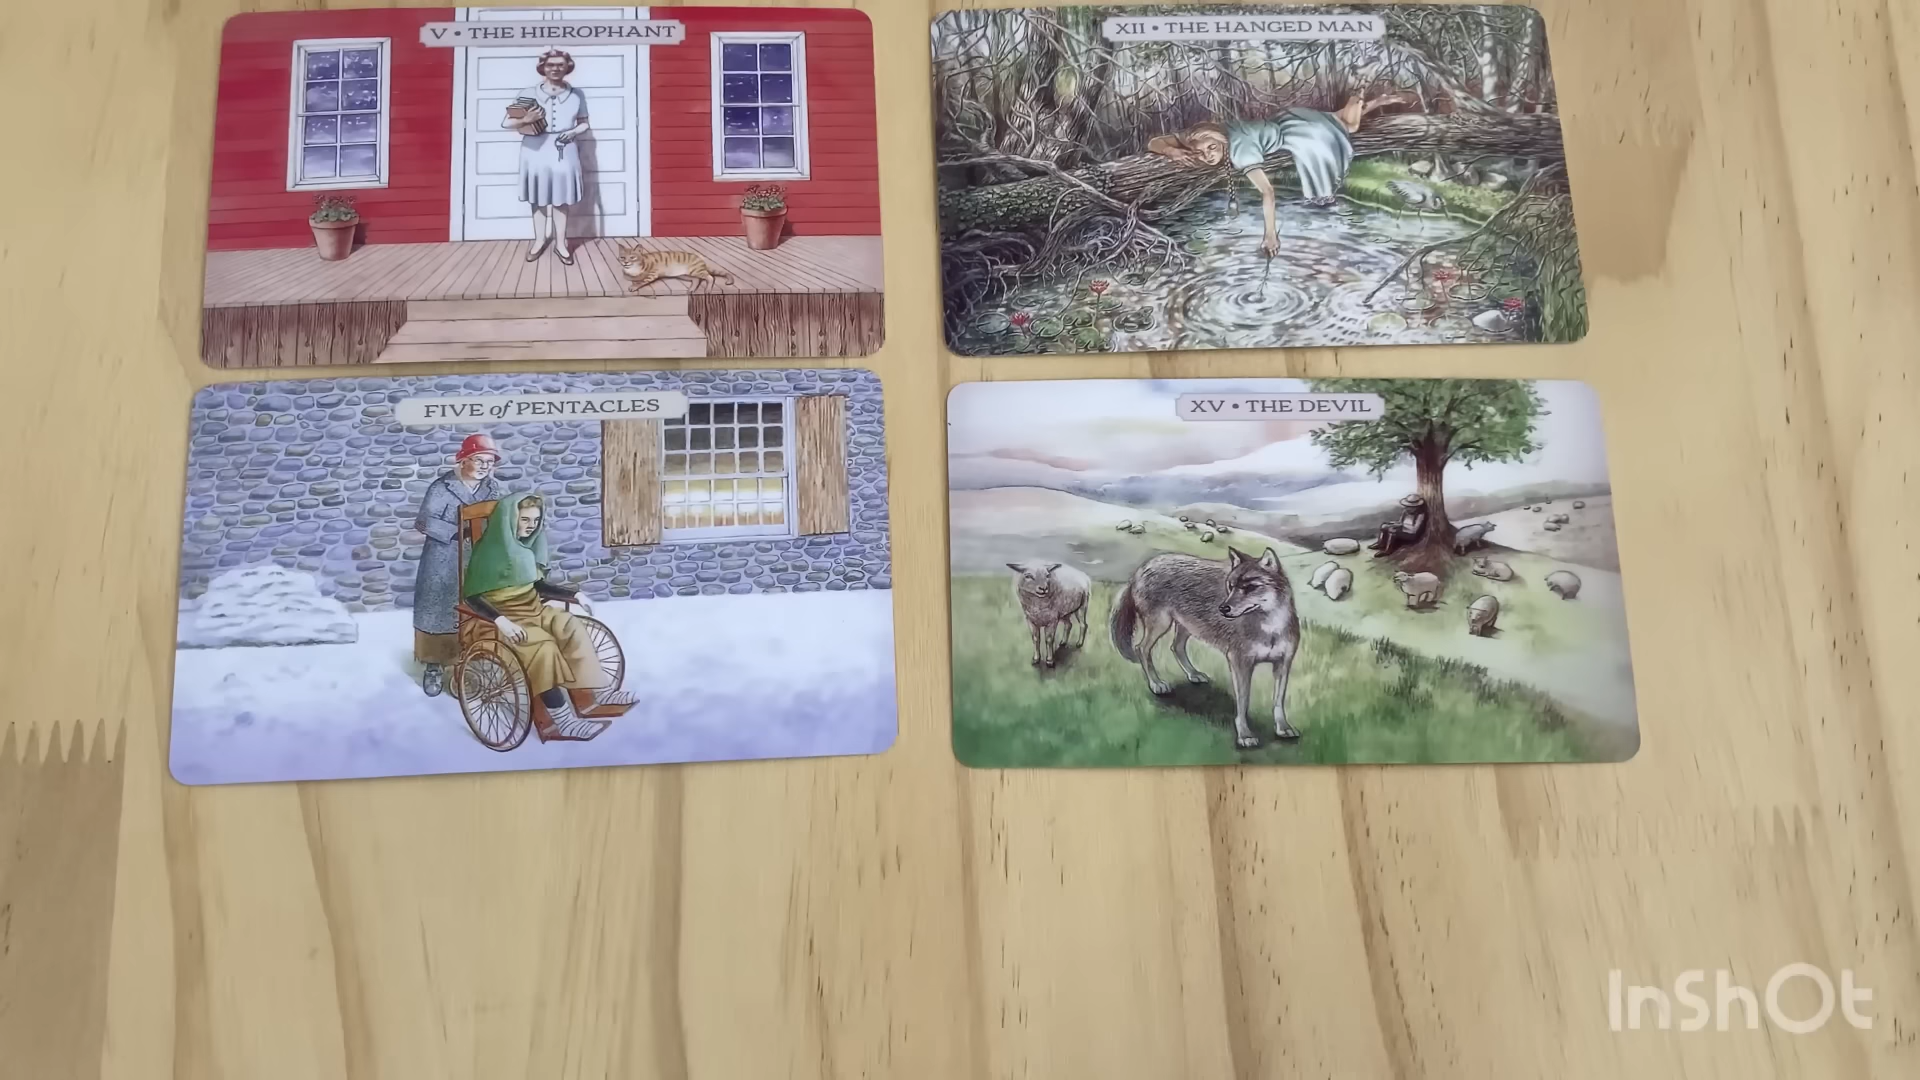 V • THE HIEROPHANT
XII • THE HANGED MAN
FIVE of PENTACLES
XV • THE DEVIL
InShOt